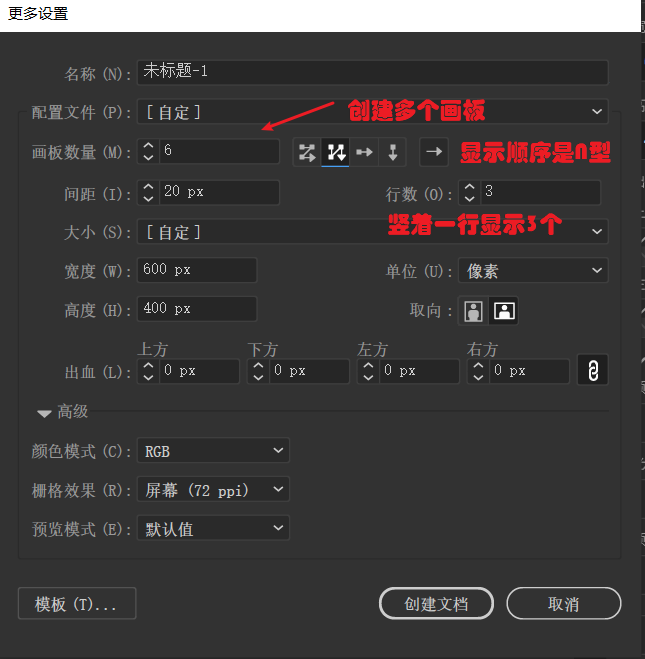 更多设置
名称 (N): 未标题-1
配置文件 (P): [自定] 创建多个画板
画板数量 (M): 6 显示顺序是N型
间距 (I): 20 px 行数 (O): 3
大小 (S): [自定] 竖着一行显示3个
宽度 (W): 600 px 单位 (U): 像素
高度 (H): 400 px 取向:
上方 下方 左方 右方
出血 (L): 0 px 0 px 0 px 0 px
高级
颜色模式 (C): RGB
栅格效果 (R): 屏幕 (72 ppi)
预览模式 (E): 默认值
模板 (T)... 创建文档 取消